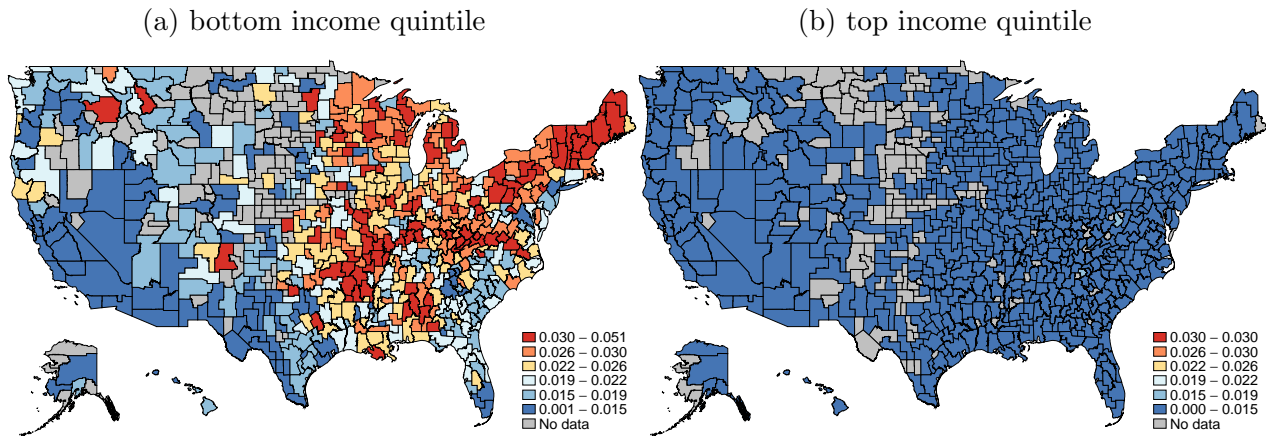 (a) bottom income quintile
(b) top income quintile
0.030 – 0.051
0.026 – 0.030
0.022 – 0.026
0.019 – 0.022
0.015 – 0.019
0.001 – 0.015
No data
0.030 – 0.030
0.026 – 0.030
0.022 – 0.026
0.019 – 0.022
0.015 – 0.019
0.000 – 0.015
No data